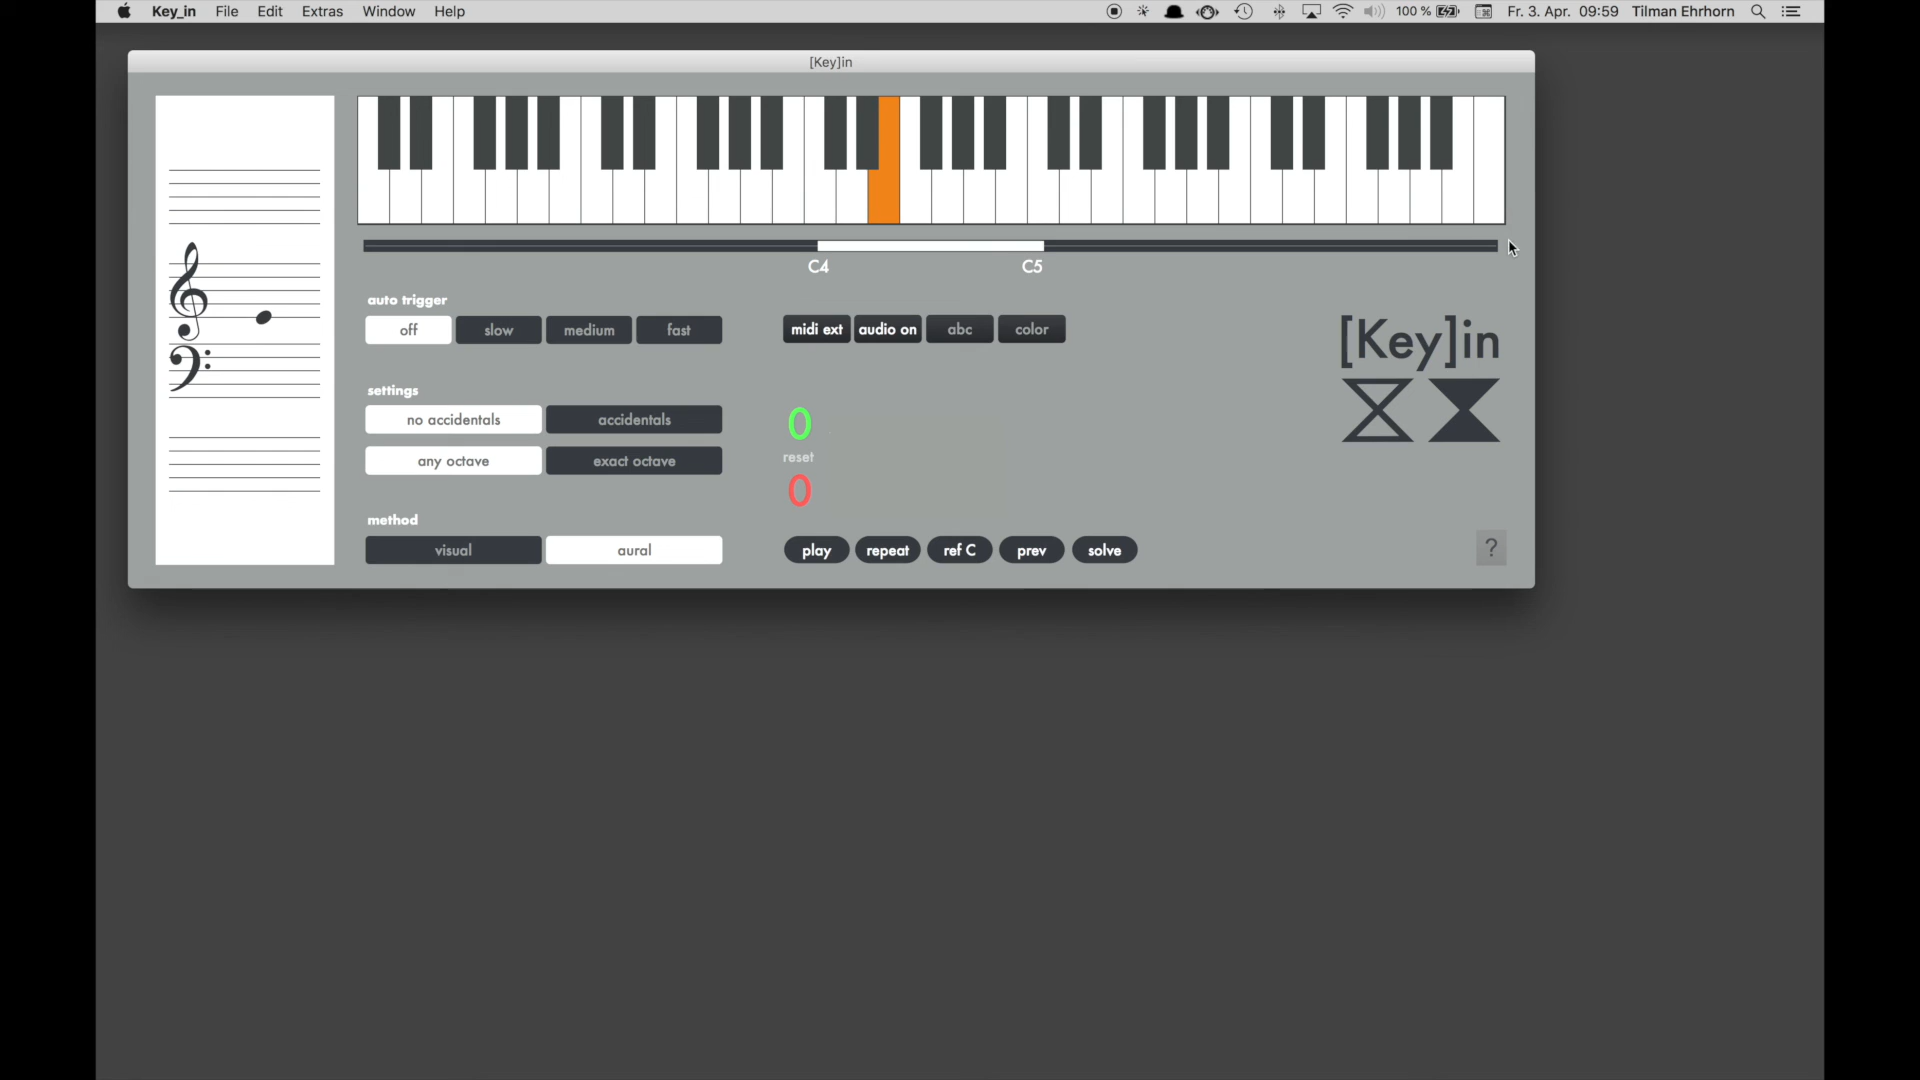 Key_in File Edit Extras Window Help 100 % Fr. 3. Apr. 09:59 Tilman Ehrhorn
[Key]in
C4 C5
auto trigger
off slow medium fast midi ext audio on abc color
[Key]in
settings
no accidentals accidentals
0
any octave exact octave
reset
0
method
visual aural play repeat ref C prev solve
?